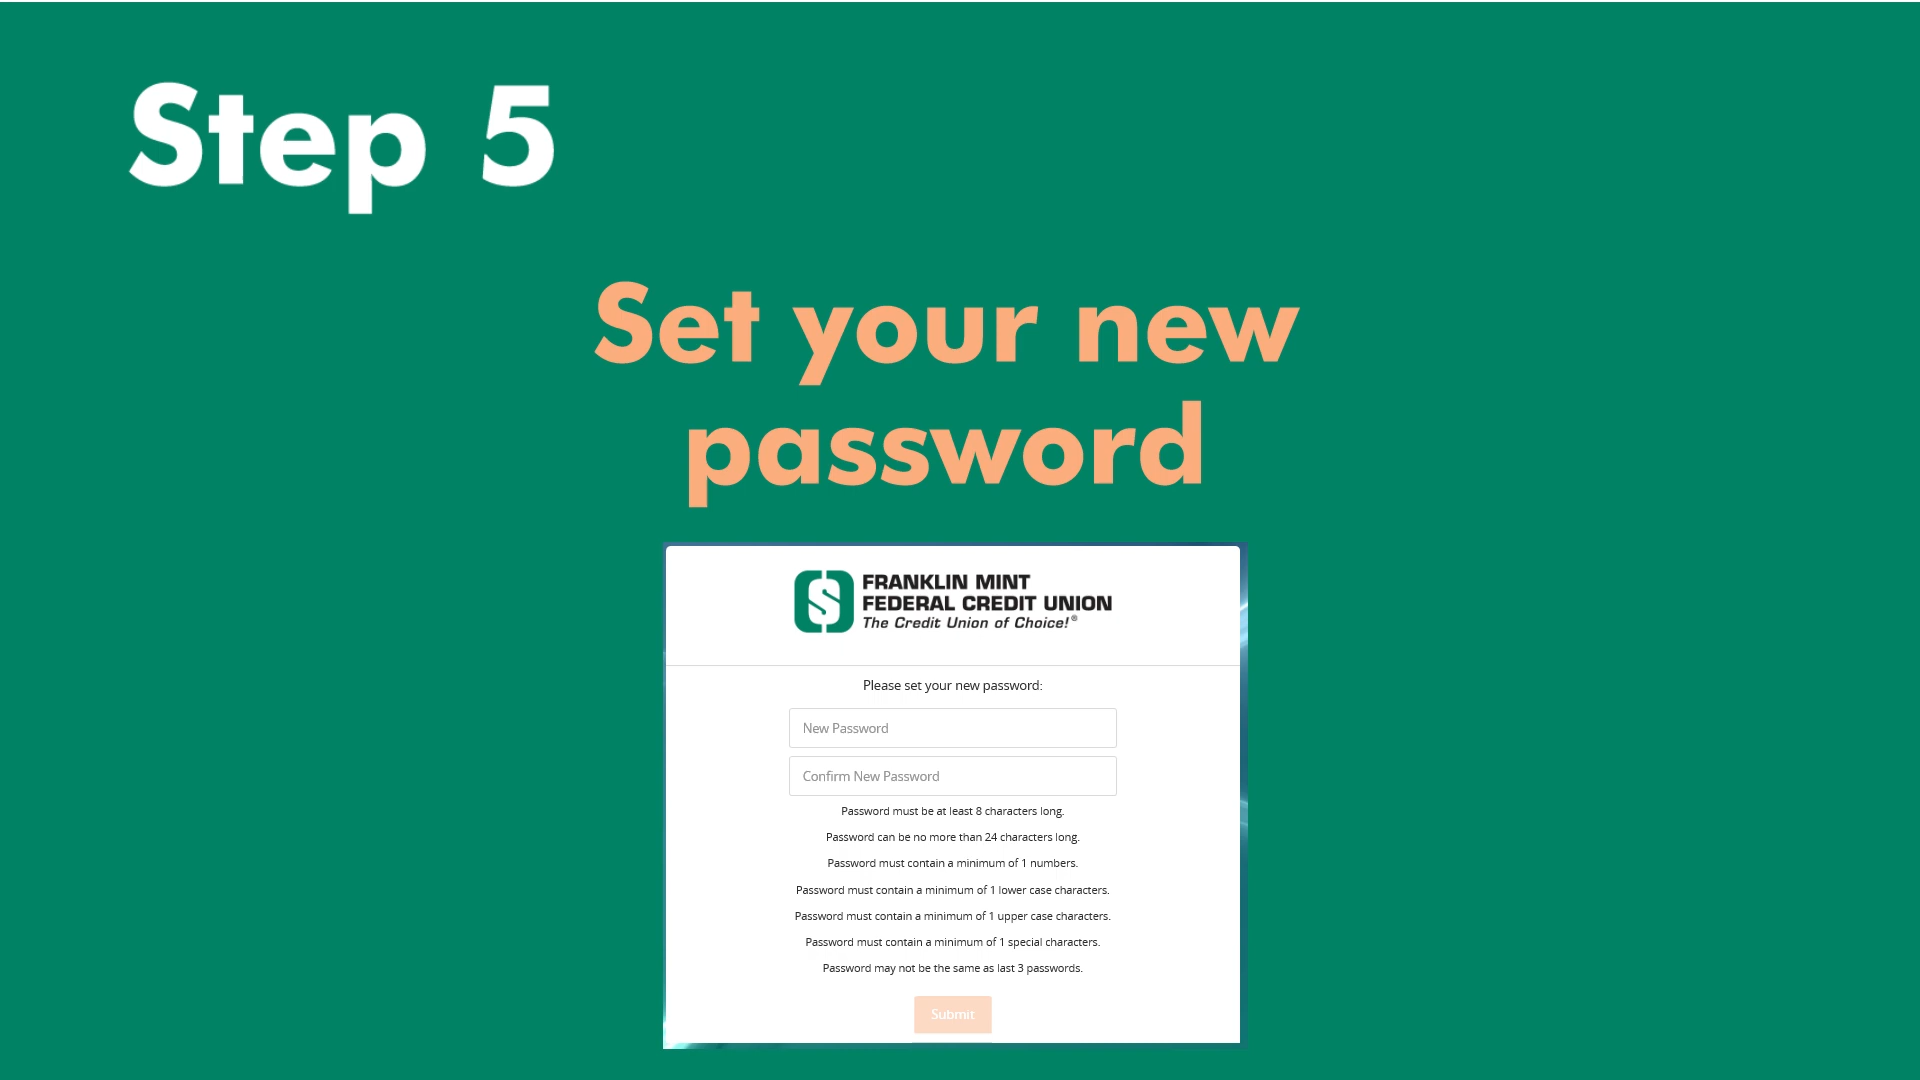 Step 5
Set your new
password
FRANKLIN MINT
FEDERAL CREDIT UNION
The Credit Union of Choice!®
Please set your new password:
New Password
Confirm New Password
Password must be at least 8 characters long.
Password can be no more than 24 characters long.
Password must contain a minimum of 1 numbers.
Password must contain a minimum of 1 lower case characters.
Password must contain a minimum of 1 upper case characters.
Password must contain a minimum of 1 special characters.
Password may not be the same as last 3 passwords.
Submit